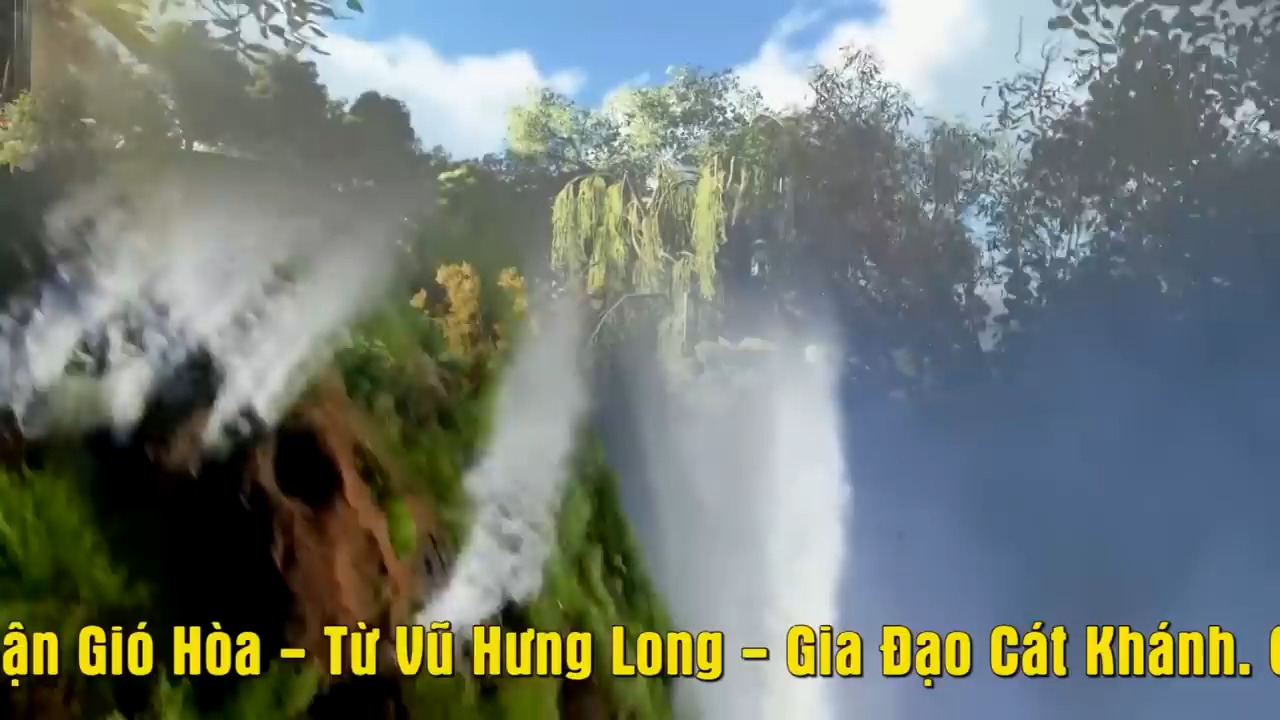 ận Gió Hòa – Từ Vũ Hưng Long – Gia Đạo Cát Khánh.